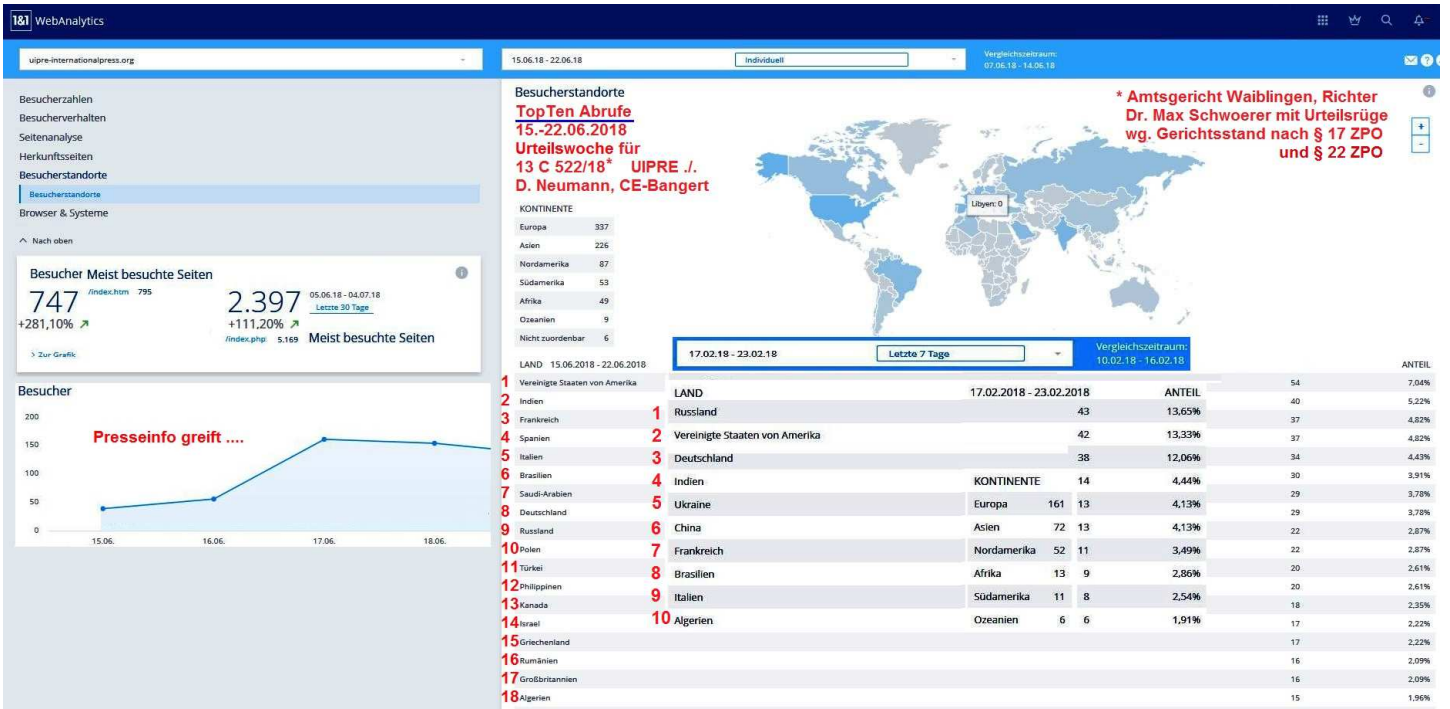 1&1 WebAnalytics
uipre-internationalpress.org
15.06.18 - 22.06.18 Individuell
Vergleichszeitraum:
07.06.18 - 14.06.18
Besucherzahlen
Besucherverhalten
Seitenanalyse
Herkunftsseiten
Besucherstandorte
Besucherstandorte
Browser & Systeme
Nach oben
Besucher Meist besuchte Seiten
747 /index.htm 795
+281,10%
2.397 05.06.18 - 04.07.18
Letzte 30 Tage
+111,20%
/index.php 5.169 Meist besuchte Seiten
> Zur Grafik
Besucher
200
150
100
50
0
Presseinfo greift ....
15.06. 16.06. 17.06. 18.06.
Besucherstandorte
TopTen Abrufe
15.-22.06.2018
Urteilswoche für
13 C 522/18* UIPRE ./.
D. Neumann, CE-Bangert
* Amtsgericht Waiblingen, Richter
Dr. Max Schwoerer mit Urteilsrüge
wg. Gerichtsstand nach § 17 ZPO
und § 22 ZPO
+
-
Libyen: 0
KONTINENTE
Europa 337
Asien 226
Nordamerika 87
Südamerika 53
Afrika 49
Ozeanien 9
Nicht zuordenbar 6
LAND 15.06.2018 - 22.06.2018 ANTEIL
1 Vereinigte Staaten von Amerika 54 7,04%
2 Indien 40 5,22%
3 Frankreich 37 4,82%
4 Spanien 37 4,82%
5 Italien 34 4,43%
6 Brasilien 30 3,91%
7 Saudi-Arabien 29 3,78%
8 Deutschland 29 3,78%
9 Russland 22 2,87%
10 Polen 22 2,87%
11 Türkei 20 2,61%
12 Philippinen 20 2,61%
13 Kanada 18 2,35%
14 Israel 17 2,22%
15 Griechenland 17 2,22%
16 Rumänien 16 2,09%
17 Großbritannien 16 2,09%
18 Algerien 15 1,96%
17.02.18 - 23.02.18 Letzte 7 Tage
Vergleichszeitraum:
10.02.18 - 16.02.18
LAND 17.02.2018 - 23.02.2018 ANTEIL
1 Russland 43 13,65%
2 Vereinigte Staaten von Amerika 42 13,33%
3 Deutschland 38 12,06%
4 Indien 14 4,44%
5 Ukraine 13 4,13%
6 China 13 4,13%
7 Frankreich 11 3,49%
8 Brasilien 9 2,86%
9 Italien 8 2,54%
10 Algerien 6 1,91%
KONTINENTE
Europa 161
Asien 72
Nordamerika 52
Afrika 13
Südamerika 11
Ozeanien 6